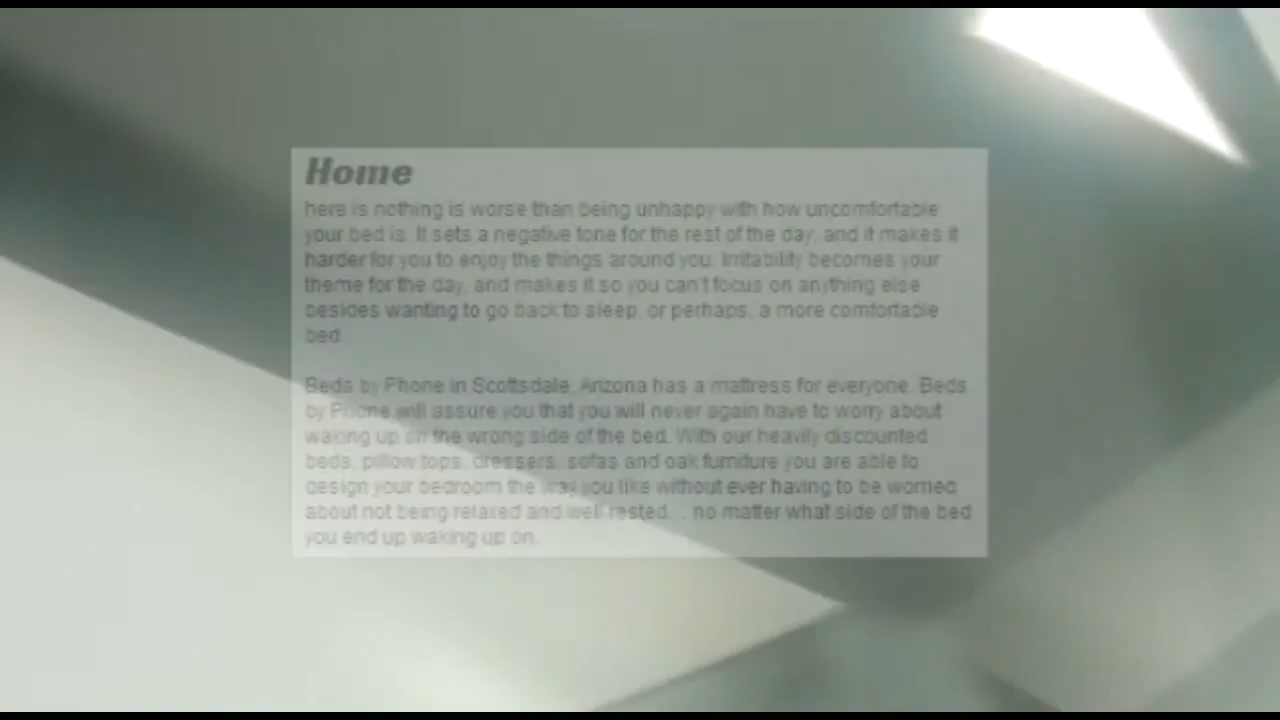 Home
here is nothing is worse than being unhappy with how uncomfortable
your bed is. It sets a negative tone for the rest of the day, and it makes it
harder for you to enjoy the things around you. Irritability becomes your
theme for the day, and makes it so you can't focus on anything else
besides wanting to go back to sleep, or perhaps, a more comfortable
bed.
Beds by Phone in Scottsdale, Arizona has a mattress for everyone. Beds
by Phone will assure you that you will never again have to worry about
waking up on the wrong side of the bed. With our heavily discounted
beds, pillow tops, dressers, sofas and oak furniture you are able to
design your bedroom the way you like without ever having to be worried
about not being relaxed and well rested. . no matter what side of the bed
you end up waking up on.